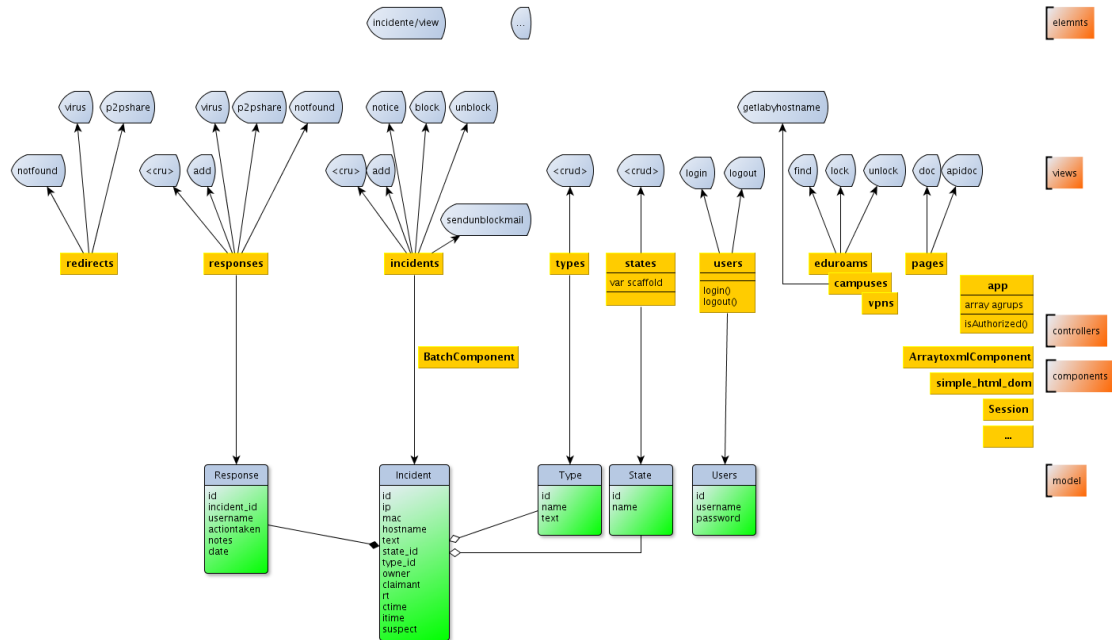 incidente/view
...
elemnts
virus
p2pshare
virus
p2pshare
notfound
notice
block
unblock
getlabyhostname
notfound
<cru>
add
<cru>
add
<crud>
<crud>
login
logout
find
lock
unlock
doc
apidoc
views
sendunblockmail
redirects
responses
incidents
types
states
var scaffold
users
login()
logout()
eduroams
campuses
vpns
pages
app
array agrups
isAuthorized()
controllers
BatchComponent
ArraytoxmlComponent
components
simple_html_dom
Session
...
Response
id
incident_id
username
actiontaken
notes
date
Incident
id
ip
mac
hostname
text
state_id
type_id
owner
claimant
rt
ctime
itime
suspect
Type
id
name
text
State
id
name
Users
id
username
password
model